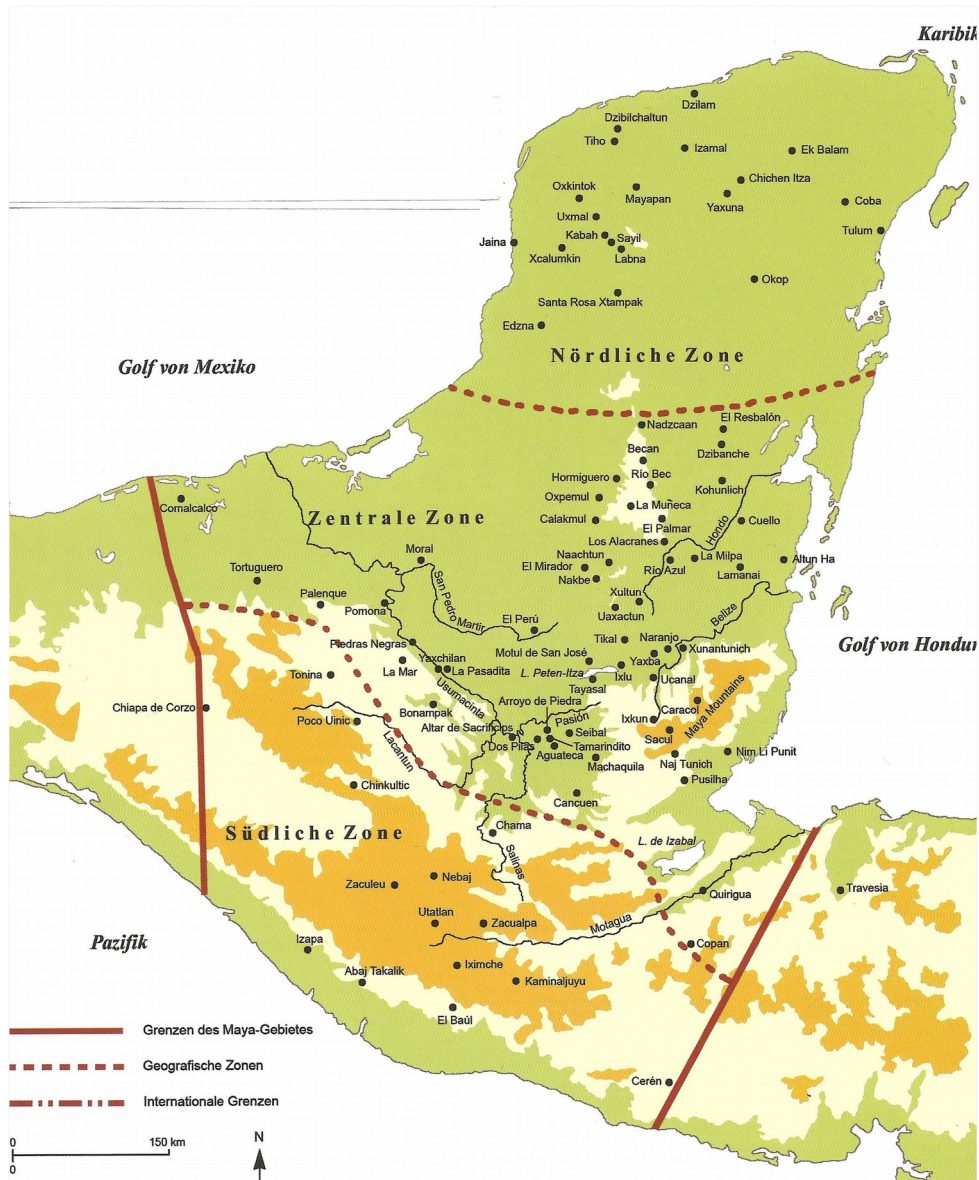 Karibik
Dzilam
Dzibilchaltun
Tiho
Izamal
Ek Balam
Chichen Itza
Oxkintok
Mayapan
Yaxuna
Coba
Uxmal
Tulum
Kabah
Sayil
Jaina
Xcalumkin
Labna
Okop
Santa Rosa Xtampak
Edzna
Nördliche Zone
Golf von Mexiko
El Resbalón
Nadzcaan
Dzibanche
Becan
Hormiguero
Río Bec
Kohunlich
Oxpemul
La Muñeca
Comalcalco
Zentrale Zone
Calakmul
El Palmar
Hondo
Cuello
Los Alacranes
Moral
Naachtun
La Milpa
Altun Ha
El Mirador
Río Azul
Lamanai
Tortuguero
Nakbe
San Pedro
Martir
Xultun
Palenque
Pomona
Uaxactun
Belize
El Perú
Piedras Negras
Tikal
Naranjo
Golf von Hondur
Motul de San José
Yaxba
Xunantunich
La Mar
Yaxchilan
La Pasadita
L. Peten-Itza
Ixlu
Tonina
Tayasal
Ucanal
Usumacinta
Arroyo de Piedra
Caracol
Maya Mountains
Chiapa de Corzo
Bonampak
Poco Uinic
Pasión
Ixkun
Altar de Sacrificios
Seibal
Sacul
Lacantun
Dos Pilas
Tamarindito
Aguateca
Nim Li Punit
Machaquila
Naj Tunich
Pusilha
Chinkultic
Cancuen
Chama
Südliche Zone
L. de Izabal
Salinas
Zaculeu
Nebaj
Quirigua
Travesia
Utatlan
Zacualpa
Motagua
Pazifik
Izapa
Copan
Iximche
Abaj Takalik
Kaminaljuyu
El Baúl
Grenzen des Maya-Gebietes
Geografische Zonen
Cerén
Internationale Grenzen
0 150 km
N
0